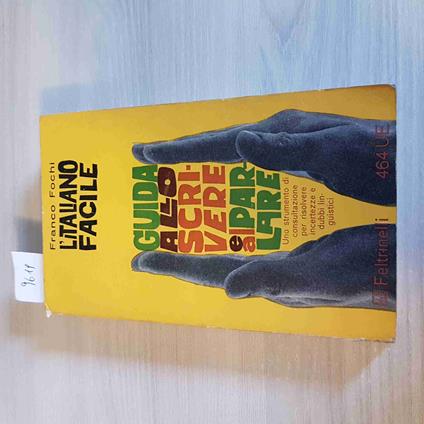 Franco Fochi
L'ITALIANO
FACILE
GUIDA
ALLO
SCRI-
VERE
e
al PAR-
LARE
Uno strumento di
consultazione
per risolvere
incertezze e
dubbi lin-
guistici
Feltrinelli 464/UE
9611